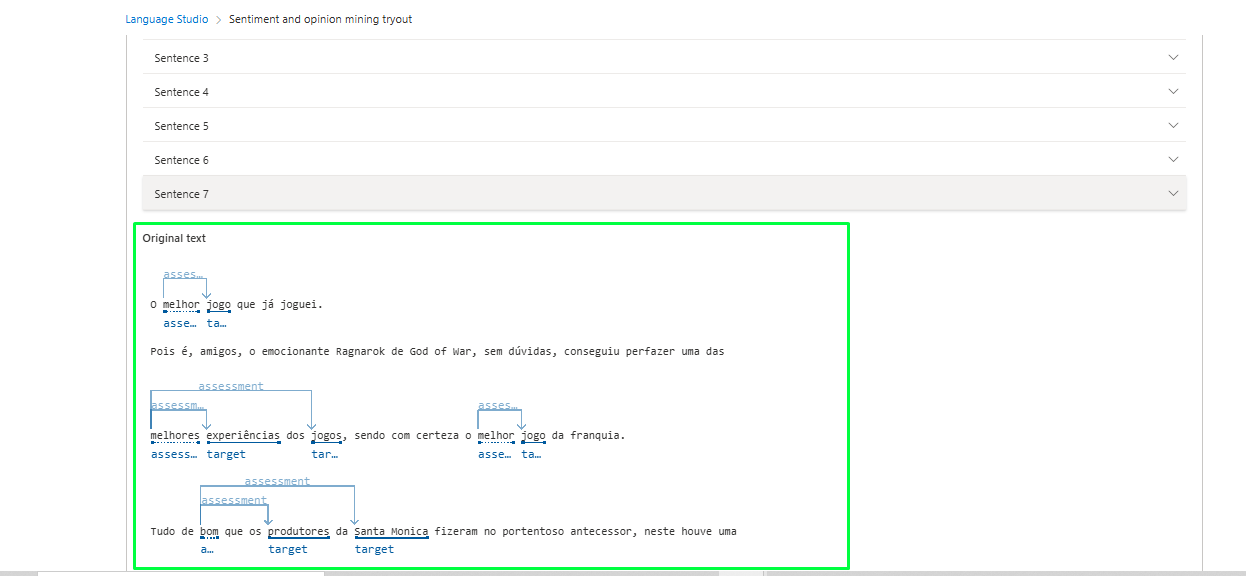 Language Studio > Sentiment and opinion mining tryout
Sentence 3
Sentence 4
Sentence 5
Sentence 6
Sentence 7
Original text
asses…
O melhor jogo que já joguei.
asse… ta…
Pois é, amigos, o emocionante Ragnarok de God of War, sem dúvidas, conseguiu perfazer uma das
assessment
assessm… asses…
melhores experiências dos jogos, sendo com certeza o melhor jogo da franquia.
assess… target tar… asse… ta…
assessment
assessment
Tudo de bom que os produtores da Santa Monica fizeram no portentoso antecessor, neste houve uma
a… target target